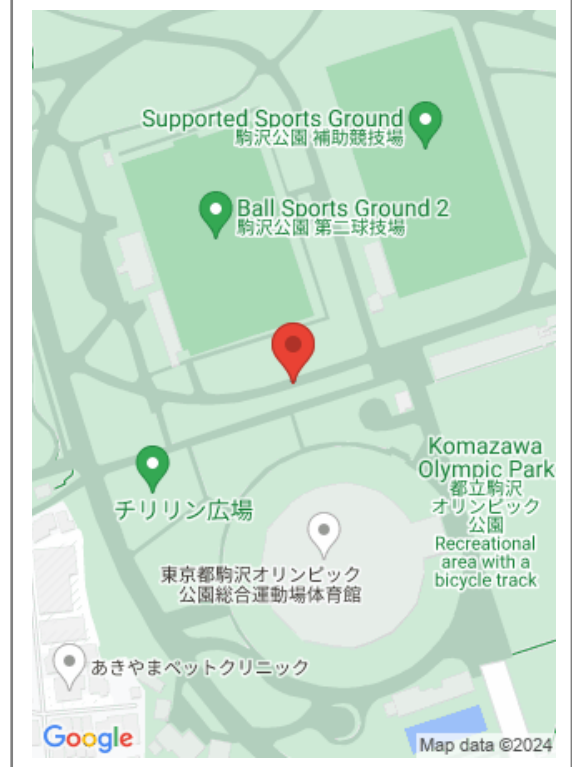 Supported Sports Ground
駒沢公園 補助競技場
Ball Sports Ground 2
駒沢公園 第二球技場
Komazawa
Olympic Park
都立駒沢
オリンピック
公園
Recreational
area with a
bicycle track
チリリン広場
東京都駒沢オリンピック
公園総合運動場体育館
あきやまペットクリニック
Google
Map data ©2024